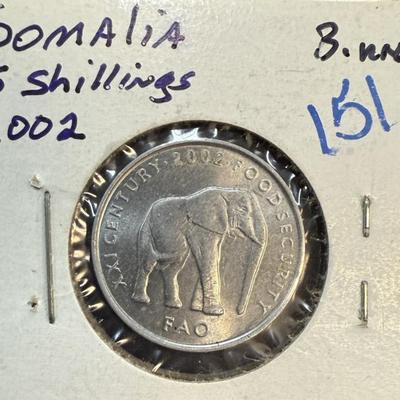 SOMALIA
5 Shillings
2002
B. 
151
XXI CENTURY · 2002 · FOOD SECURITY
FAO